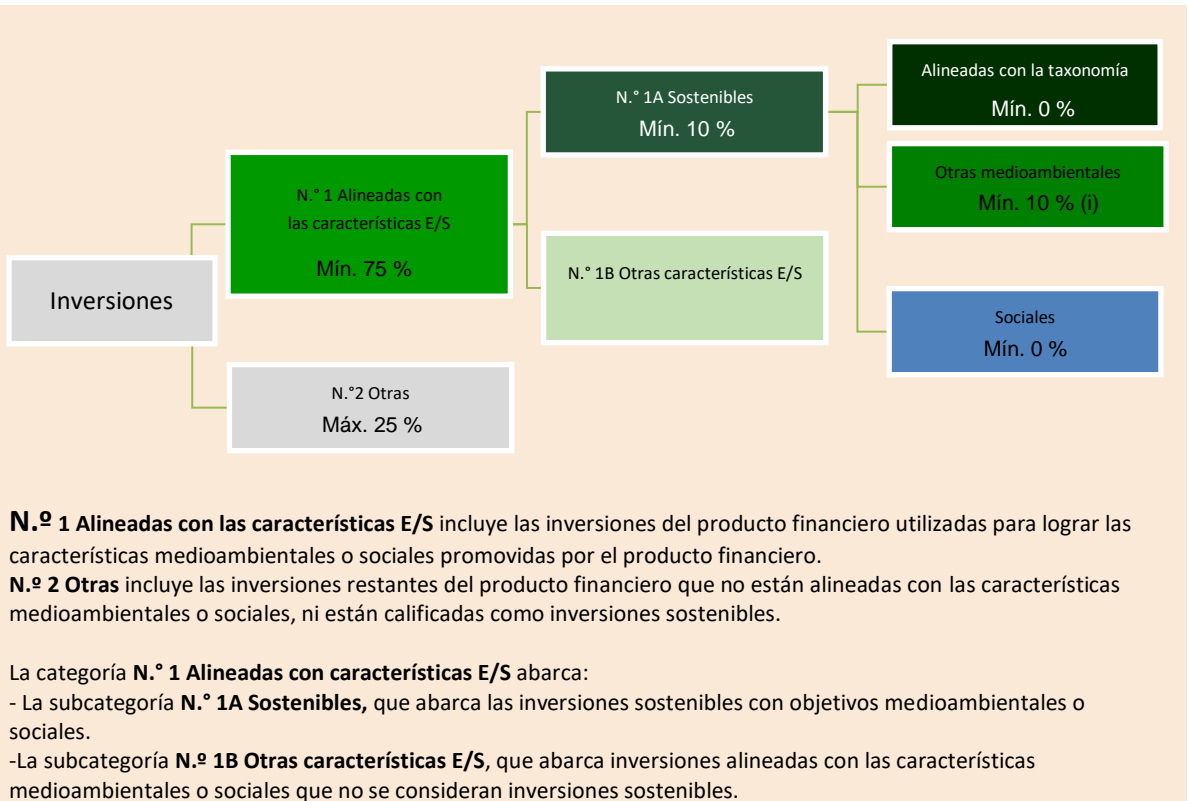 Inversiones
N.° 1 Alineadas con
las características E/S
Mín. 75 %
N.°2 Otras
Máx. 25 %
N.° 1A Sostenibles
Mín. 10 %
N.° 1B Otras características E/S
Alineadas con la taxonomía
Mín. 0 %
Otras medioambientales
Mín. 10 % (i)
Sociales
Mín. 0 %
N.º 1 Alineadas con las características E/S incluye las inversiones del producto financiero utilizadas para lograr las
características medioambientales o sociales promovidas por el producto financiero.
N.º 2 Otras incluye las inversiones restantes del producto financiero que no están alineadas con las características
medioambientales o sociales, ni están calificadas como inversiones sostenibles.
La categoría N.° 1 Alineadas con características E/S abarca:
- La subcategoría N.° 1A Sostenibles, que abarca las inversiones sostenibles con objetivos medioambientales o
sociales.
-La subcategoría N.º 1B Otras características E/S, que abarca inversiones alineadas con las características
medioambientales o sociales que no se consideran inversiones sostenibles.